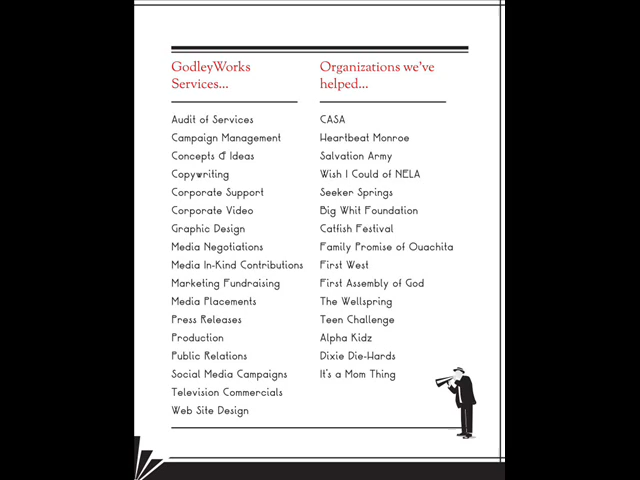 GodleyWorks
Services...
Audit of Services
Campaign Management
Concepts & Ideas
Copywriting
Corporate Support
Corporate Video
Graphic Design
Media Negotiations
Media In-Kind Contributions
Marketing Fundraising
Media Placements
Press Releases
Production
Public Relations
Social Media Campaigns
Television Commercials
Web Site Design
Organizations we've
helped...
CASA
Heartbeat Monroe
Salvation Army
Wish I Could of NELA
Seeker Springs
Big Whit Foundation
Catfish Festival
Family Promise of Ouachita
First West
First Assembly of God
The Wellspring
Teen Challenge
Alpha Kidz
Dixie Die-Hards
It's a Mom Thing